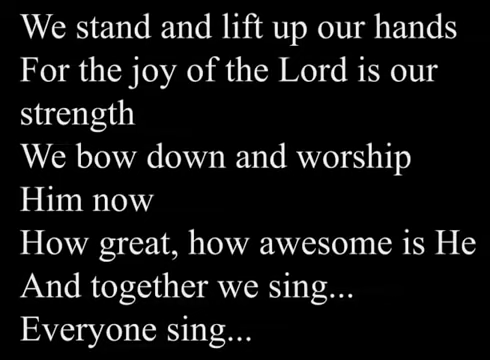 We stand and lift up our hands
For the joy of the Lord is our
strength
We bow down and worship
Him now
How great, how awesome is He
And together we sing...
Everyone sing...